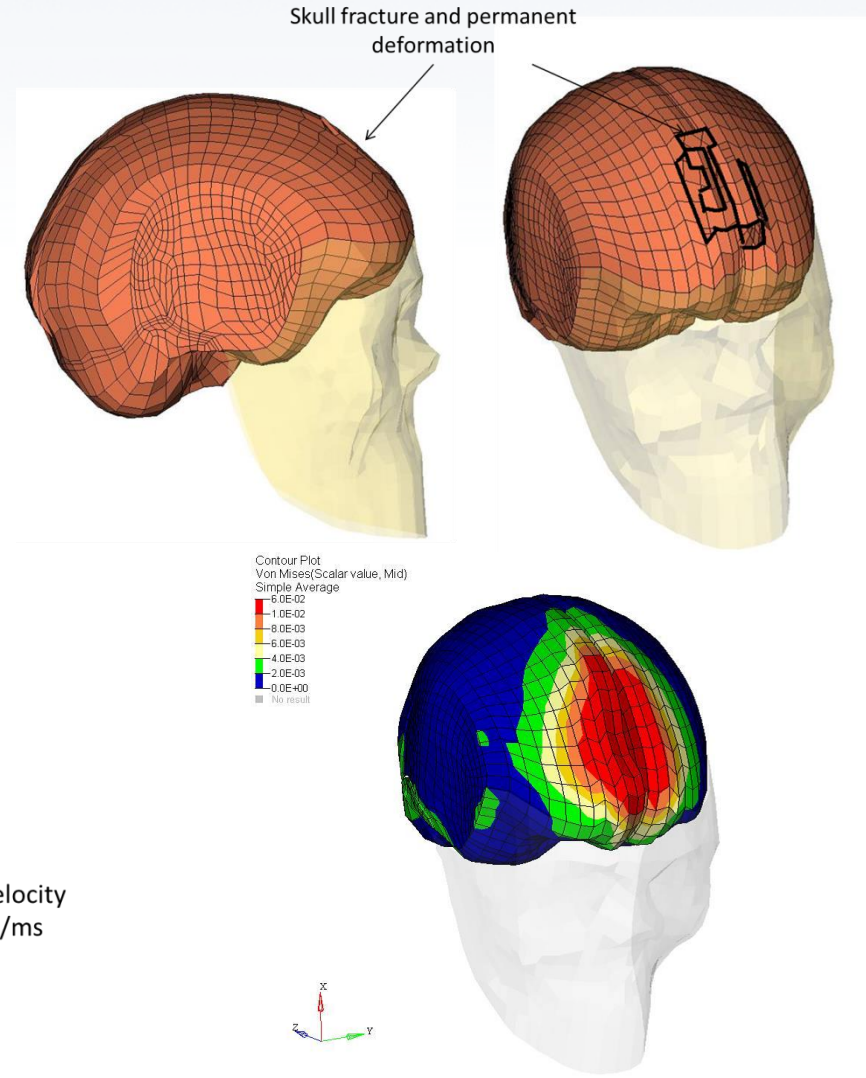 Skull fracture and permanent
deformation
Contour Plot
Von Mises(Scalar value, Mid)
Simple Average
6.0E-02
1.0E-02
8.0E-03
6.0E-03
4.0E-03
2.0E-03
0.0E+00
No result
elocity
/ms
X
Z
Y